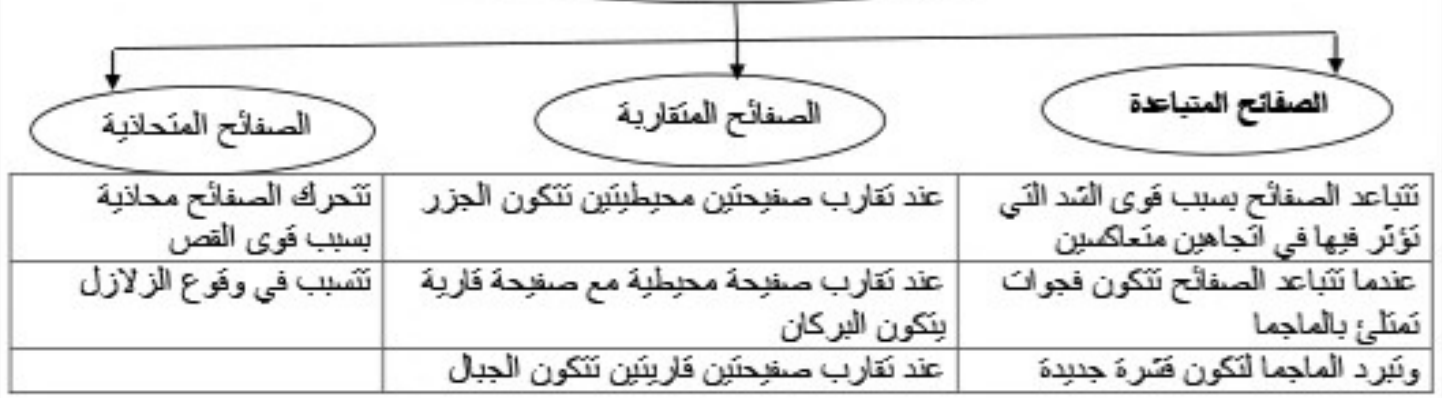 الصفائح المتباعدة
الصفائح المتقاربة
الصفائح المتحاذية
تتباعد الصفائح بسبب قوى الشد التي
تؤثر فيها في اتجاهين متعاكسين
عند تقارب صفيحتين محيطيتين تتكون الجزر
تتحرك الصفائح محاذية
بسبب قوى القص
عندما تتباعد الصفائح تتكون فجوات
تمتلئ بالماجما
عند تقارب صفيحة محيطية مع صفيحة قارية
يتكون البركان
تتسبب في وقوع الزلازل
وتبرد الماجما لتكون قشرة جديدة
عند تقارب صفيحتين قاريتين تتكون الجبال